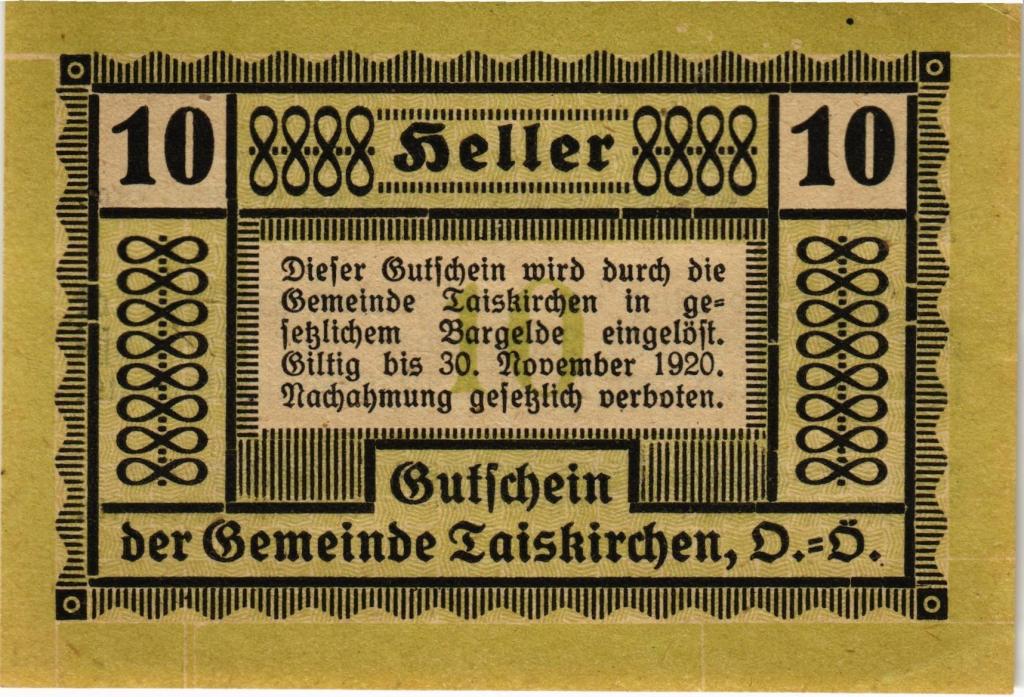 10 Heller 10
Dieser Gutschein wird durch die
Gemeinde Taiskirchen in ge-
setzlichem Bargelde eingelöst.
Giltig bis 30. November 1920.
Nachahmung gesetzlich verboten.
10
Gutschein
der Gemeinde Taiskirchen, O.-Ö.